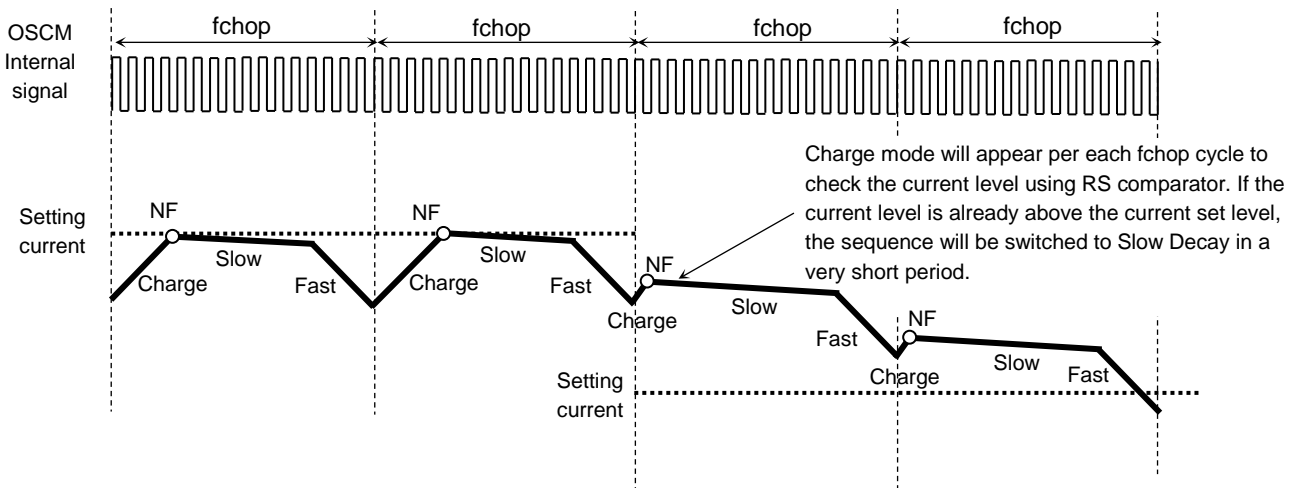 fchop
fchop
fchop
fchop
OSCM
Internal
signal
Charge mode will appear per each fchop cycle to
check the current level using RS comparator. If the
current level is already above the current set level,
the sequence will be switched to Slow Decay in a
very short period.
Setting
current
NF
Slow
Charge
Fast
NF
Slow
Charge
Fast
NF
Charge
Slow
Fast
NF
Charge
Slow
Fast
Setting
current